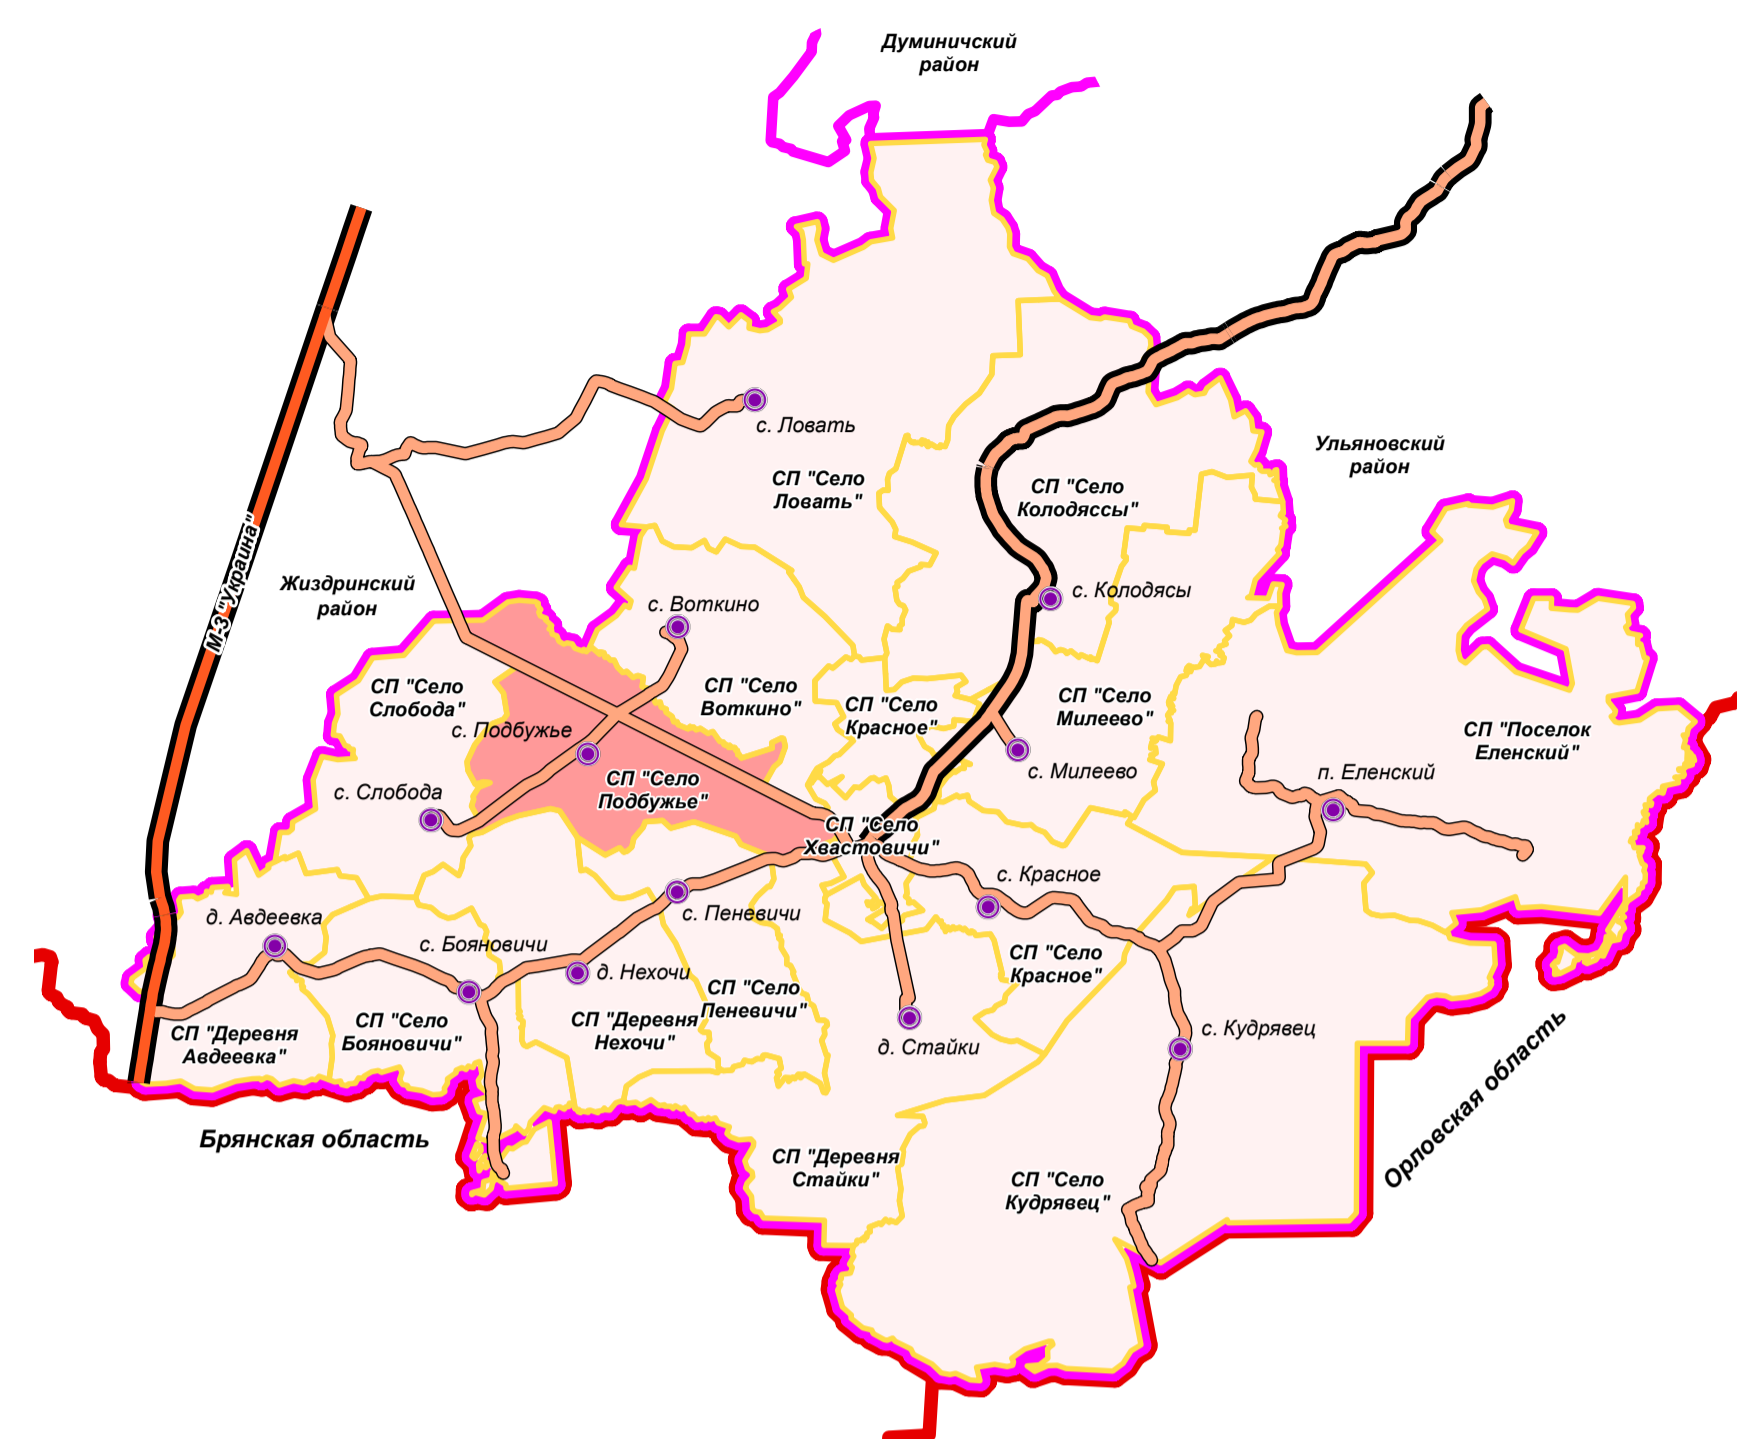 Думиничский
район
Ульяновский
район
с. Ловать
СП "Село
Ловать"
СП "Село
Колодяссы"
М-3 "Украина"
Жиздринский
район
с. Воткино
с. Колодясы
СП "Село
Слобода"
СП "Село
Воткино"
СП "Село
Красное"
СП "Село
Милеево"
СП "Поселок
Еленский"
с. Подбужье
с. Милеево
п. Еленский
СП "Село
Подбужье"
с. Слобода
СП "Село
Хвастовичи"
с. Красное
д. Авдеевка
с. Пеневичи
с. Бояновичи
д. Нехочи
СП "Село
Красное"
СП "Село
Пеневичи"
СП "Деревня
Авдеевка"
СП "Село
Бояновичи"
СП "Деревня
Нехочи"
д. Стайки
с. Кудрявец
Орловская область
Брянская область
СП "Деревня
Стайки"
СП "Село
Кудрявец"